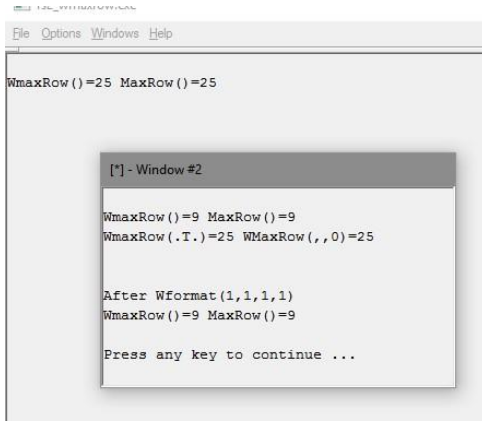 File Options Windows Help
WmaxRow()=25 MaxRow()=25
[*] - Window #2
WmaxRow()=9 MaxRow()=9
WmaxRow(.T.)=25 WMaxRow(,,0)=25
After Wformat(1,1,1,1)
WmaxRow()=9 MaxRow()=9
Press any key to continue ...